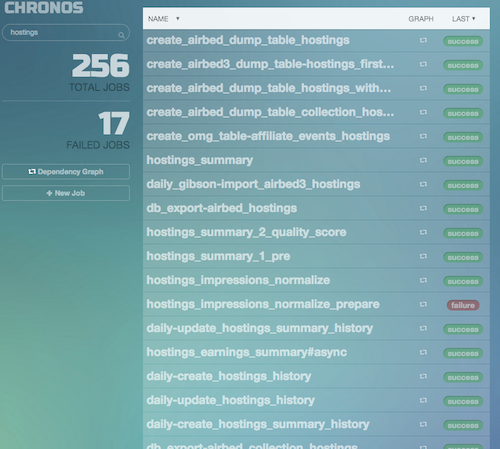 CHRONOS
hostings
256
TOTAL JOBS
17
FAILED JOBS
Dependency Graph
+ New Job
NAME ▼ GRAPH LAST ▼
create_airbed_dump_table_hostings success
create_airbed3_dump_table-hostings_first... success
create_airbed_dump_table_hostings_with... success
create_airbed_dump_table_collection_hos... success
create_omg_table-affiliate_events_hostings success
hostings_summary success
daily_gibson-import_airbed3_hostings success
db_export-airbed_hostings success
hostings_summary_2_quality_score success
hostings_summary_1_pre success
hostings_impressions_normalize success
hostings_impressions_normalize_prepare failure
daily-update_hostings_summary_history success
hostings_earnings_summary#async success
daily-create_hostings_history success
daily-update_hostings_history success
daily-create_hostings_summary_history success
db_export-airbed_collection_hostings success